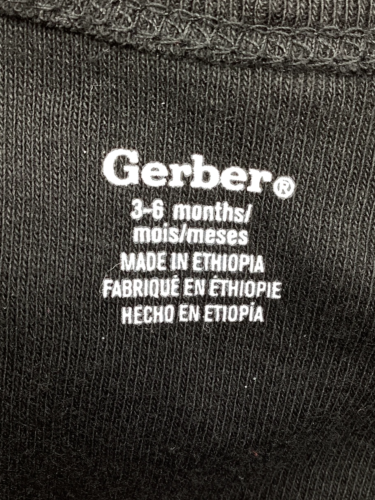 Gerber®
3-6 months/
mois/meses
MADE IN ETHIOPIA
FABRIQUÉ EN ÉTHIOPIE
HECHO EN ETIOPÍA